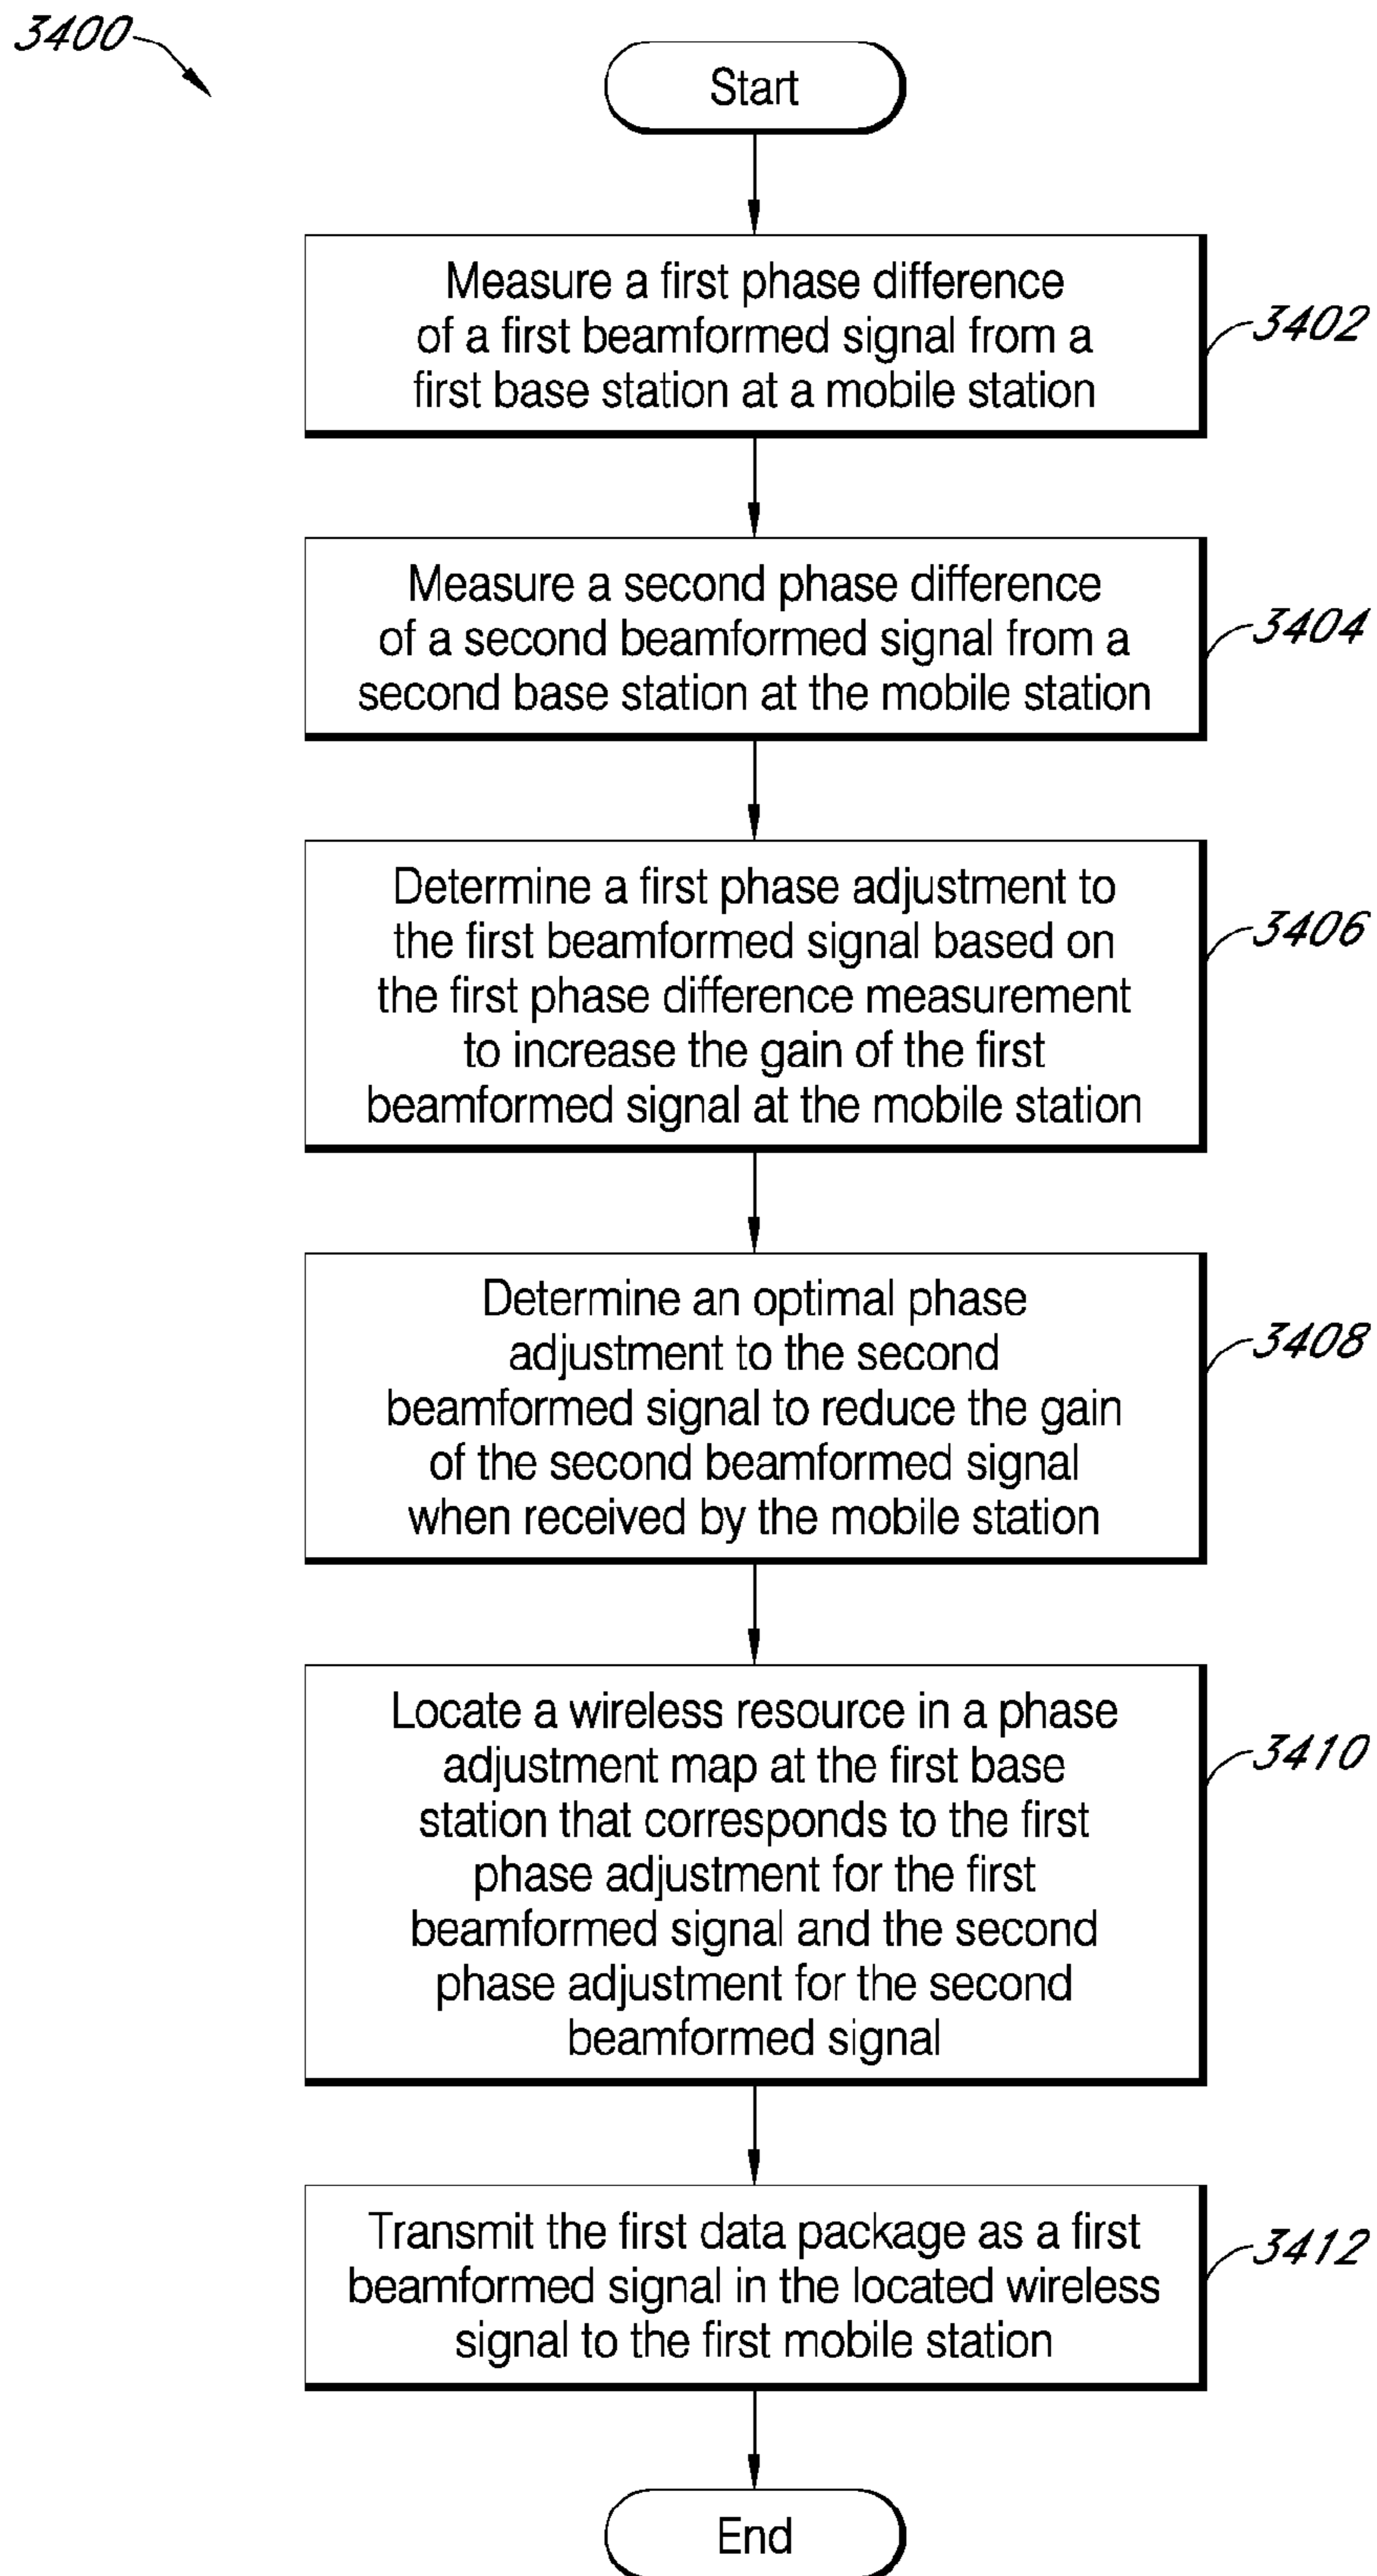 3400
Start
Measure a first phase difference
of a first beamformed signal from a
first base station at a mobile station
3402
Measure a second phase difference
of a second beamformed signal from a
second base station at the mobile station
3404
Determine a first phase adjustment to
the first beamformed signal based on
the first phase difference measurement
to increase the gain of the first
beamformed signal at the mobile station
3406
Determine an optimal phase
adjustment to the second
beamformed signal to reduce the gain
of the second beamformed signal
when received by the mobile station
3408
Locate a wireless resource in a phase
adjustment map at the first base
station that corresponds to the first
phase adjustment for the first
beamformed signal and the second
phase adjustment for the second
beamformed signal
3410
Transmit the first data package as a first
beamformed signal in the located wireless
signal to the first mobile station
3412
End